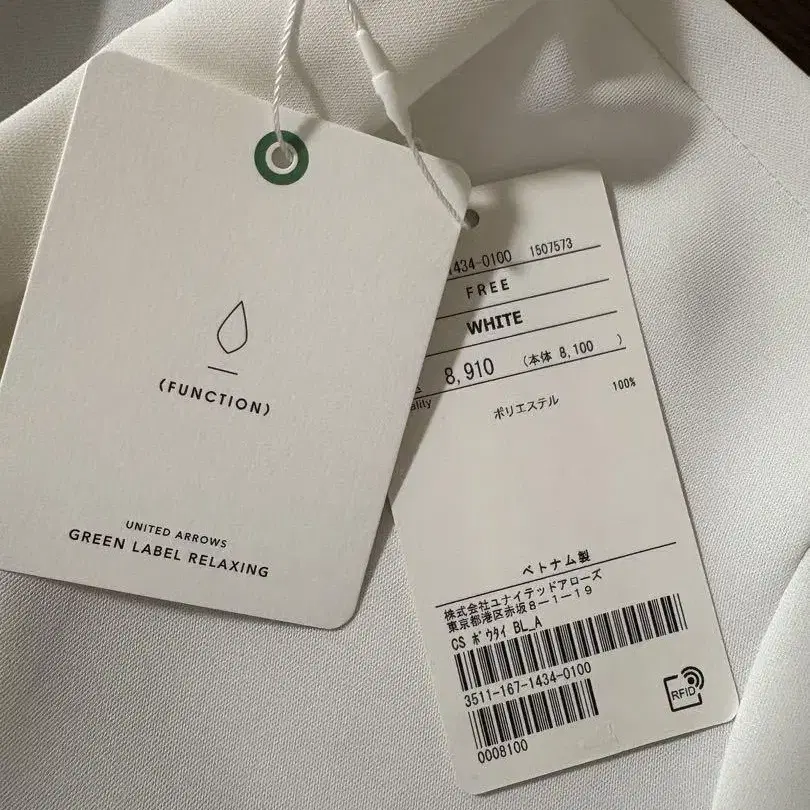 (FUNCTION)
UNITED ARROWS
GREEN LABEL RELAXING
1434-0100 1507573
FREE
WHITE
8,910 (本体 8,100 )
ality
100%
ポリエステル
ベトナム製
株式会社ユナイテッドアローズ
東京都港区赤坂8-1-19
CS ボウタイ BL_A
3511-167-1434-0100
0008100
RFID